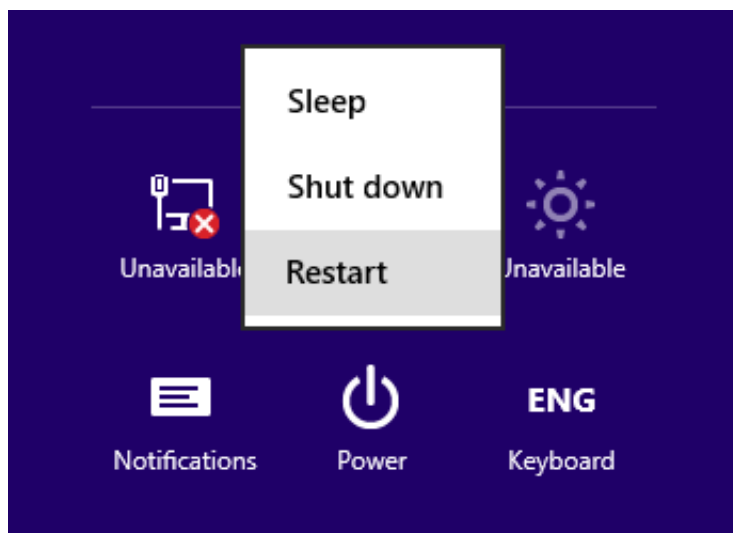 Sleep
Shut down
Restart
Unavailabl
Unavailable
ENG
Notifications
Power
Keyboard